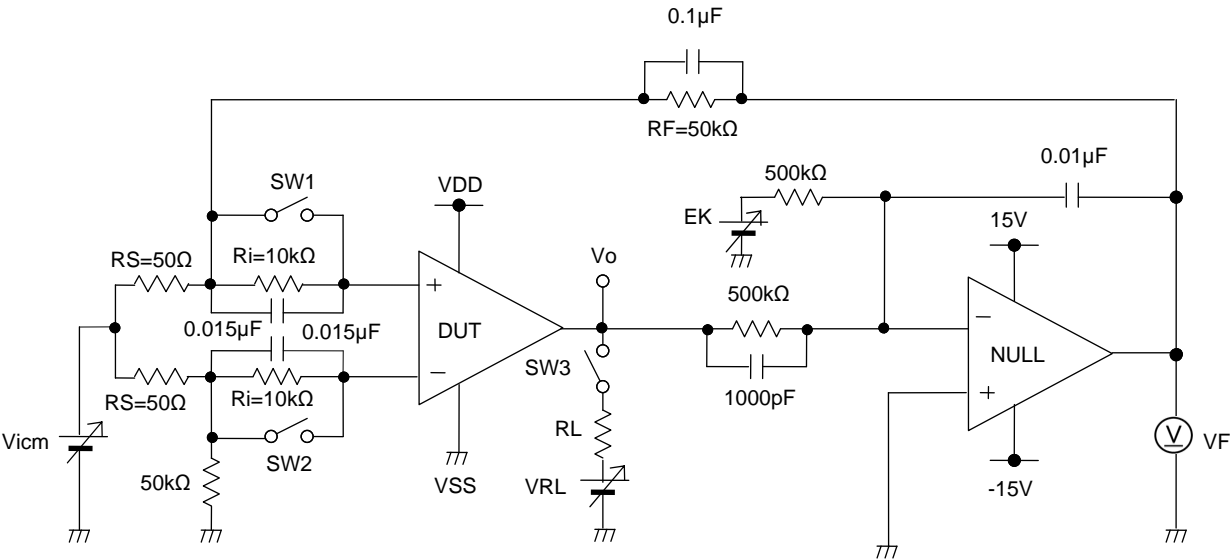 0.1µF
RF=50kΩ
0.01µF
500kΩ
SW1
VDD
EK
15V
Vo
RS=50Ω
Ri=10kΩ
+
500kΩ
−
0.015µF
0.015µF
DUT
NULL
SW3
−
+
RS=50Ω
Ri=10kΩ
1000pF
Vicm
SW2
RL
V
VF
50kΩ
VSS
VRL
-15V